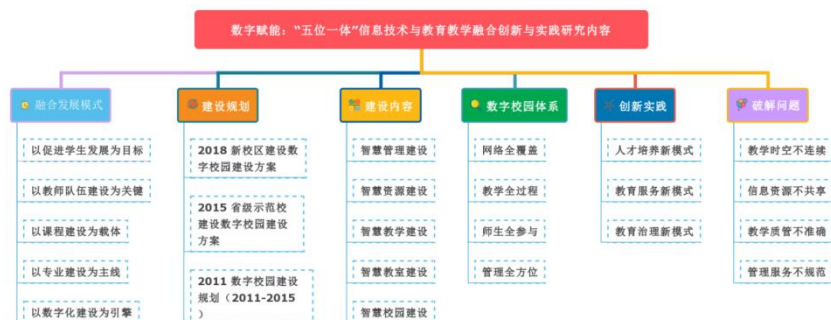 数字赋能：“五位一体”信息技术与教育教学融合创新与实践研究内容
融合发展模式
以促进学生发展为目标
以教师队伍建设为关键
以课程建设为载体
以专业建设为主线
以数字化建设为引擎
建设规划
2018 新校区建设数
字校园建设方案
2015 省级示范校
建设数字校园建设
方案
2011 数字校园建设
规划（2011-2015
）
建设内容
智慧管理建设
智慧资源建设
智慧教学建设
智慧教室建设
智慧校园建设
数字校园体系
网络全覆盖
教学全过程
师生全参与
管理全方位
创新实践
人才培养新模式
教育服务新模式
教育治理新模式
破解问题
教学时空不连续
信息资源不共享
教学质管不准确
管理服务不规范